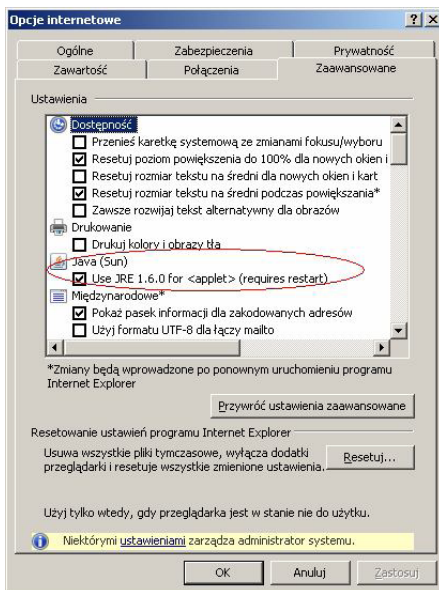 Opcje internetowe
Ogólne Zabezpieczenia Prywatność
Zawartość Połączenia Zaawansowane
Ustawienia
Dostępność
Przenieś karetkę systemową ze zmianami fokusu/wyboru
Resetuj poziom powiększenia do 100% dla nowych okien i
Resetuj rozmiar tekstu na średni dla nowych okien i kart
Resetuj rozmiar tekstu na średni podczas powiększania*
Zawsze rozwijaj tekst alternatywny dla obrazów
Drukowanie
Drukuj kolory i obrazy tła
Java (Sun)
Use JRE 1.6.0 for <applet> (requires restart)
Międzynarodowe*
Pokaż pasek informacji dla zakodowanych adresów
Użyj formatu UTF-8 dla łączy mailto
*Zmiany będą wprowadzone po ponownym uruchomieniu programu
Internet Explorer
Przywróć ustawienia zaawansowane
Resetowanie ustawień programu Internet Explorer
Usuwa wszystkie pliki tymczasowe, wyłącza dodatki
przeglądarki i resetuje wszystkie zmienione ustawienia.
Resetuj...
Użyj tylko wtedy, gdy przeglądarka jest w stanie nie do użytku.
Niektórymi ustawieniami zarządza administrator systemu.
OK Anuluj Zastosuj